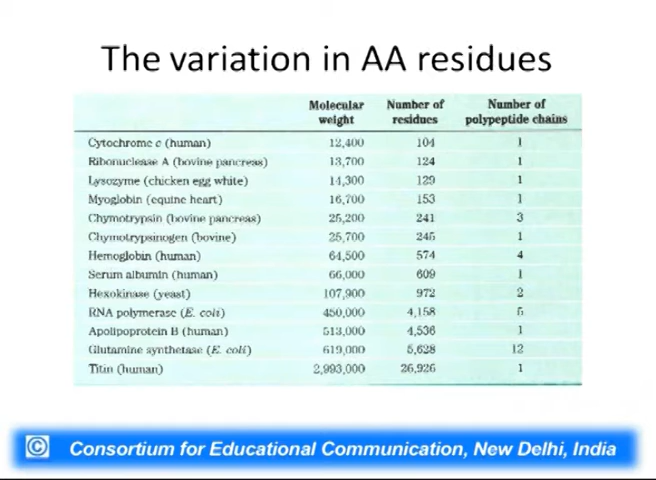 The variation in AA residues
Molecular weight Number of residues Number of polypeptide chains
Cytochrome c (human) 12,400 104 1
Ribonuclease A (bovine pancreas) 13,700 124 1
Lysozyme (chicken egg white) 14,300 129 1
Myoglobin (equine heart) 16,700 153 1
Chymotrypsin (bovine pancreas) 25,200 241 3
Chymotrypsinogen (bovine) 25,700 245 1
Hemoglobin (human) 64,500 574 4
Serum albumin (human) 66,000 609 1
Hexokinase (yeast) 107,900 972 2
RNA polymerase (E. coli) 450,000 4,158 5
Apolipoprotein B (human) 513,000 4,536 1
Glutamine synthetase (E. coli) 619,000 5,628 12
Titin (human) 2,993,000 26,926 1
© Consortium for Educational Communication, New Delhi, India